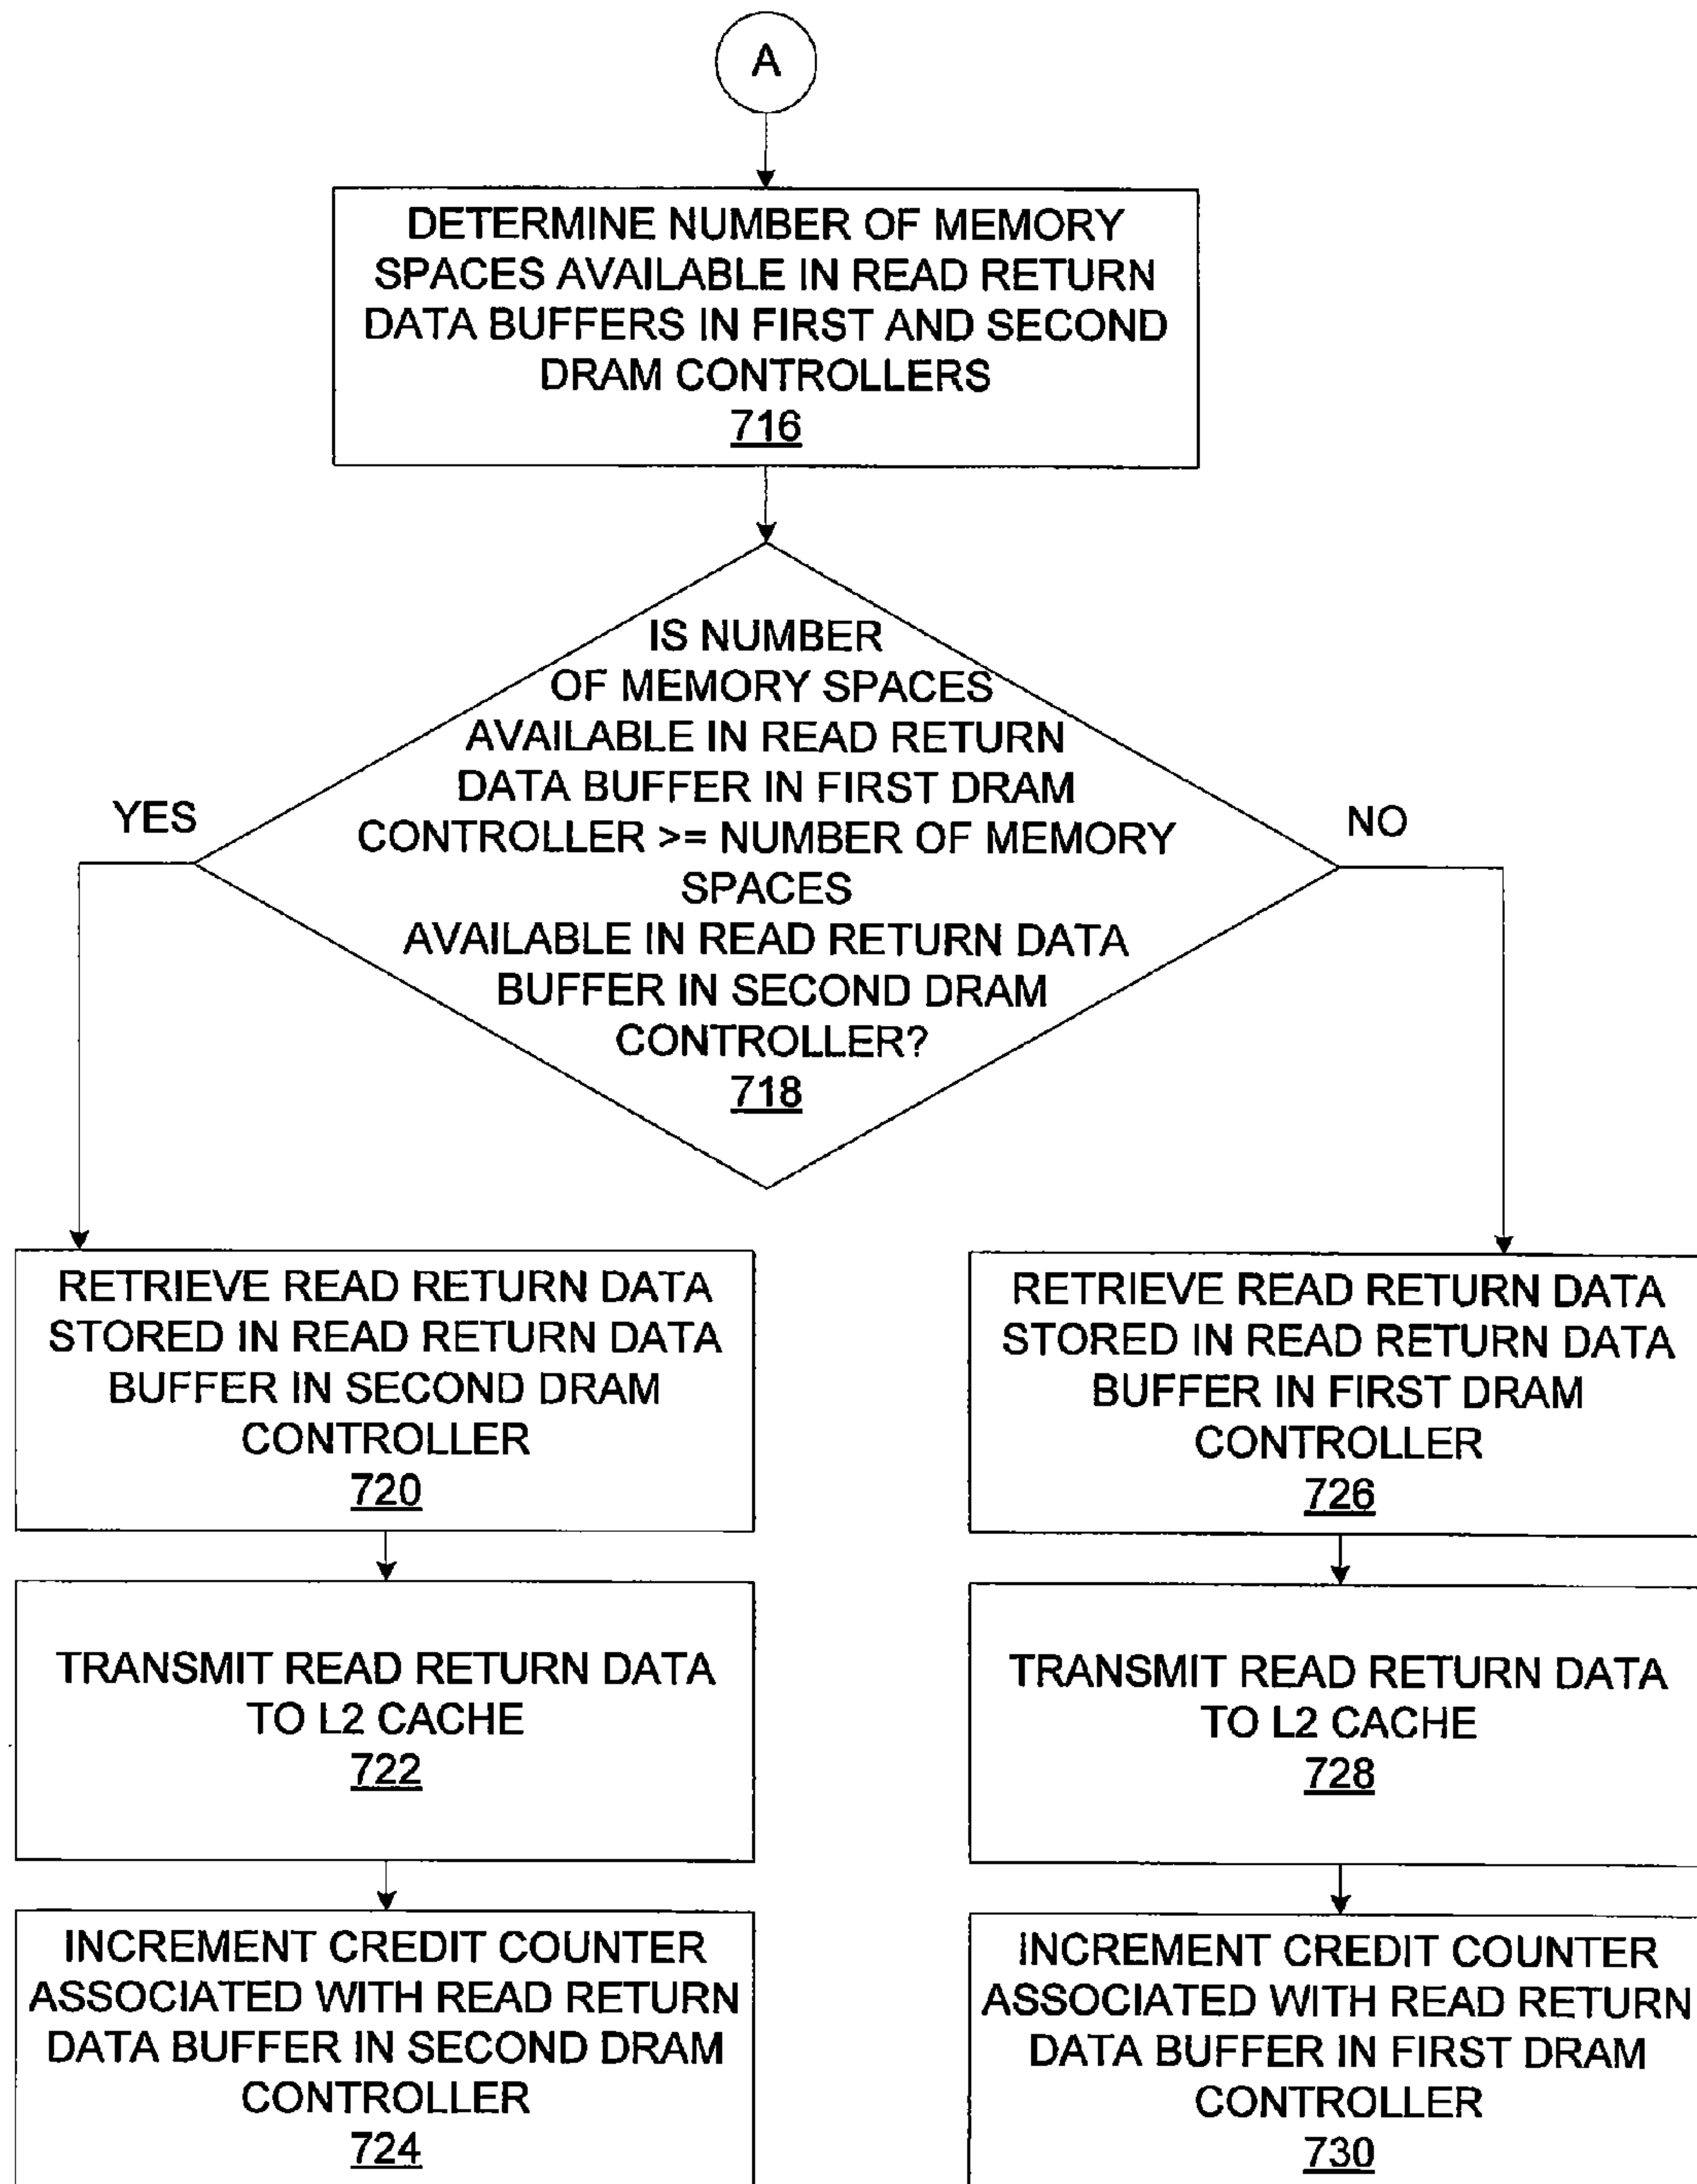 A
DETERMINE NUMBER OF MEMORY
SPACES AVAILABLE IN READ RETURN
DATA BUFFERS IN FIRST AND SECOND
DRAM CONTROLLERS
716
IS NUMBER
OF MEMORY SPACES
AVAILABLE IN READ RETURN
DATA BUFFER IN FIRST DRAM
CONTROLLER >= NUMBER OF MEMORY
SPACES
AVAILABLE IN READ RETURN DATA
BUFFER IN SECOND DRAM
CONTROLLER?
718
YES
NO
RETRIEVE READ RETURN DATA
STORED IN READ RETURN DATA
BUFFER IN SECOND DRAM
CONTROLLER
720
TRANSMIT READ RETURN DATA
TO L2 CACHE
722
INCREMENT CREDIT COUNTER
ASSOCIATED WITH READ RETURN
DATA BUFFER IN SECOND DRAM
CONTROLLER
724
RETRIEVE READ RETURN DATA
STORED IN READ RETURN DATA
BUFFER IN FIRST DRAM
CONTROLLER
726
TRANSMIT READ RETURN DATA
TO L2 CACHE
728
INCREMENT CREDIT COUNTER
ASSOCIATED WITH READ RETURN
DATA BUFFER IN FIRST DRAM
CONTROLLER
730